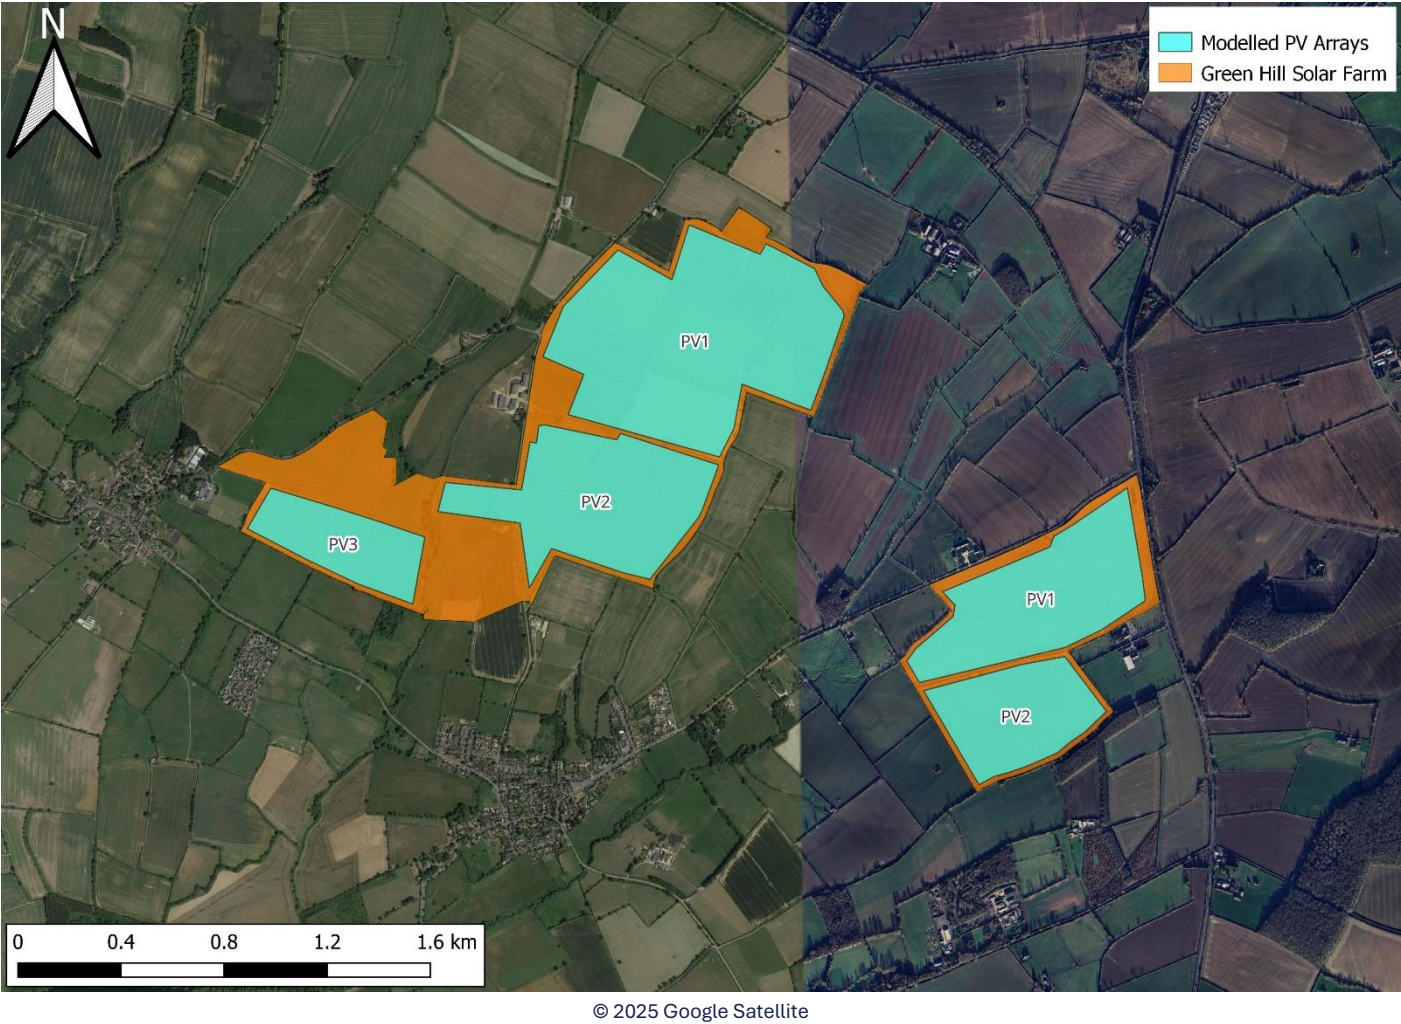 N
Modelled PV Arrays
Green Hill Solar Farm
PV1
PV2
PV3
PV1
PV2
0 0.4 0.8 1.2 1.6 km
© 2025 Google Satellite